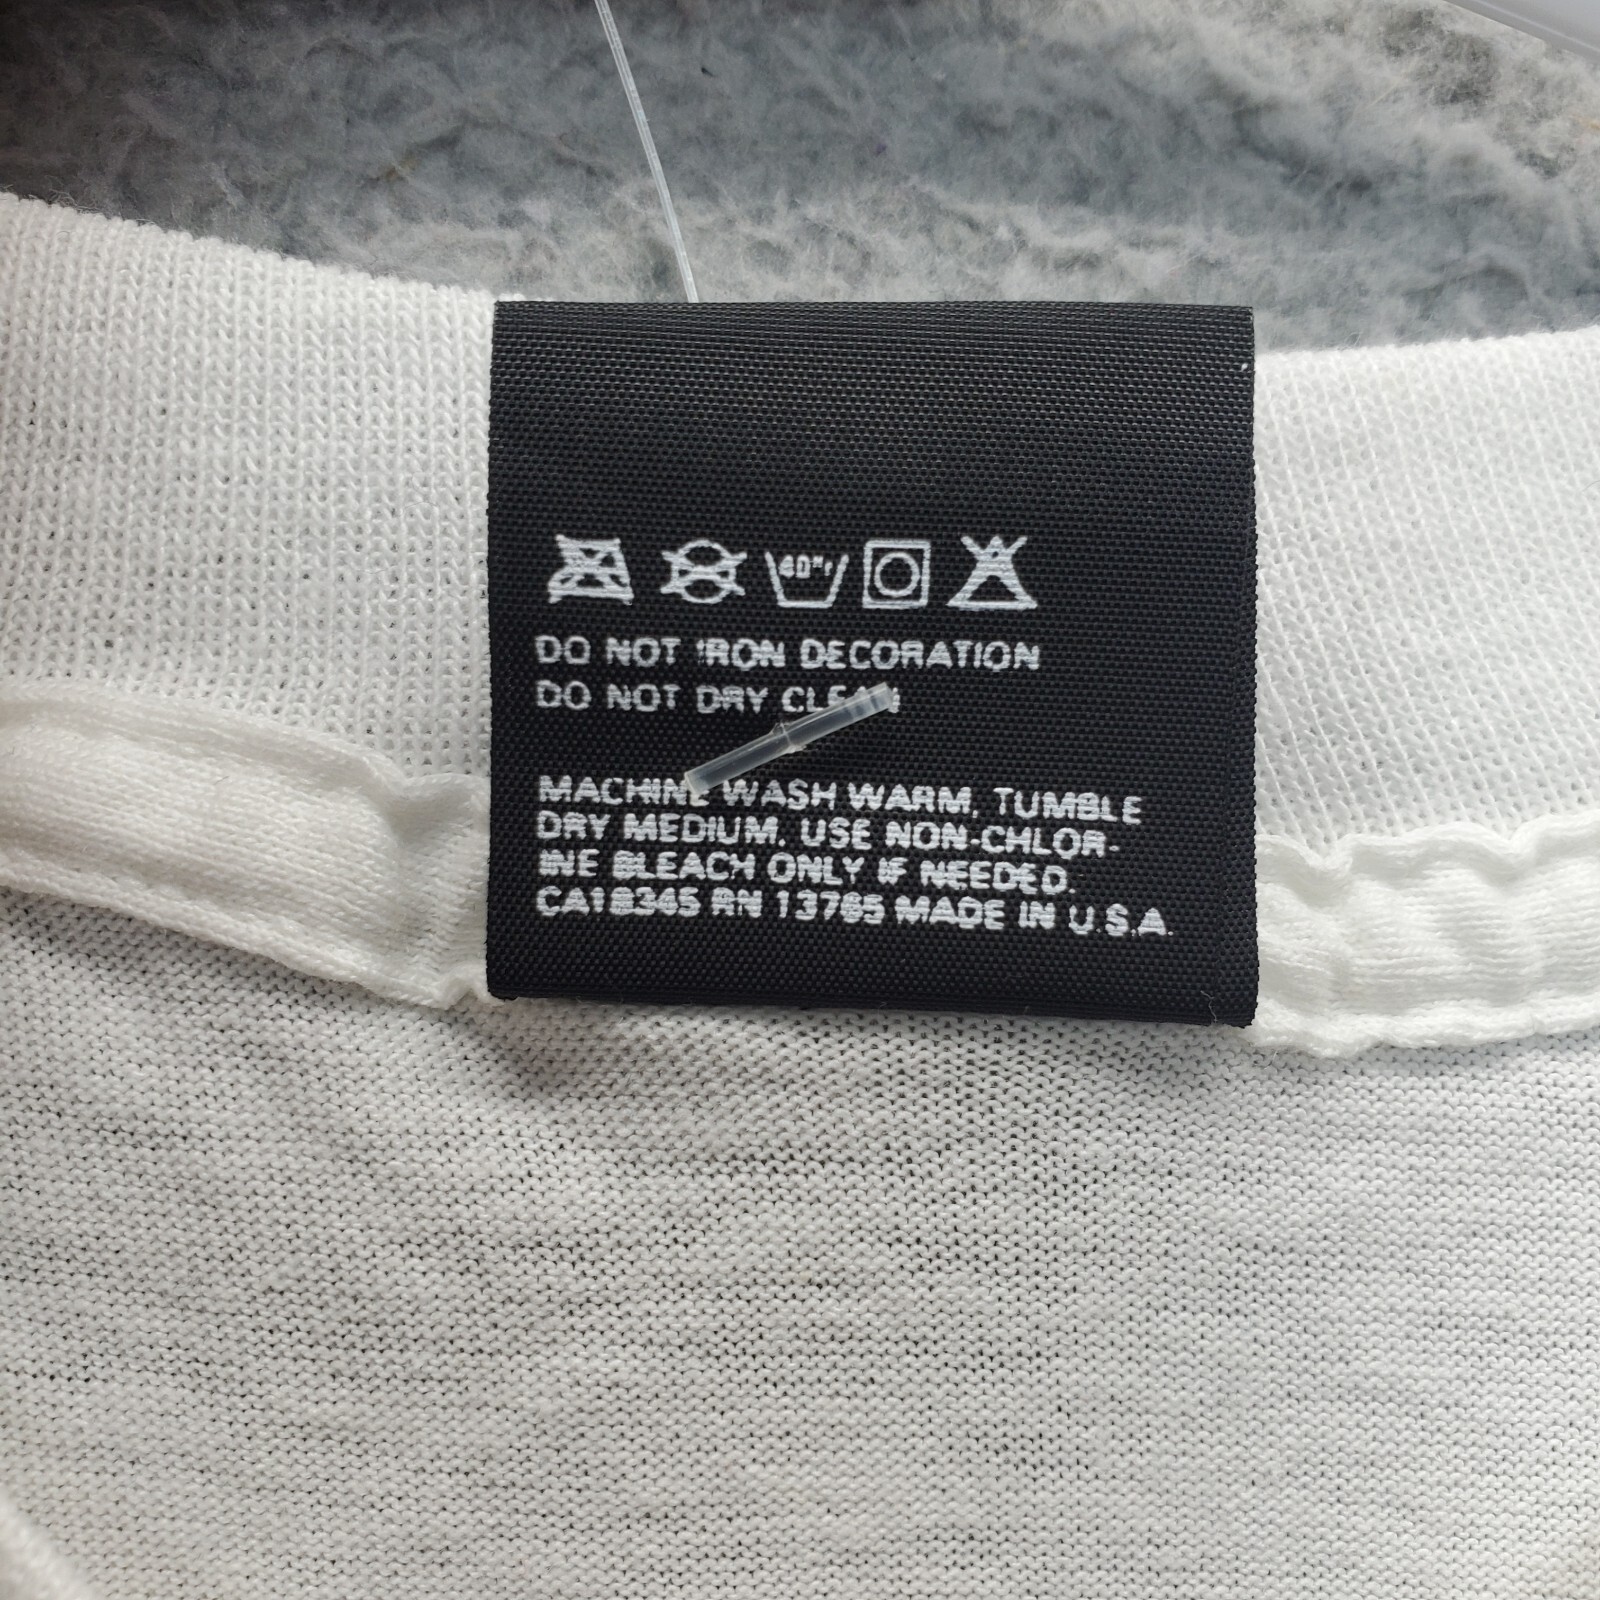 40°
DO NOT IRON DECORATION
DO NOT DRY CLEAN
MACHINE WASH WARM, TUMBLE
DRY MEDIUM. USE NON-CHLOR-
INE BLEACH ONLY IF NEEDED.
CA18345 RN 13765 MADE IN U.S.A.